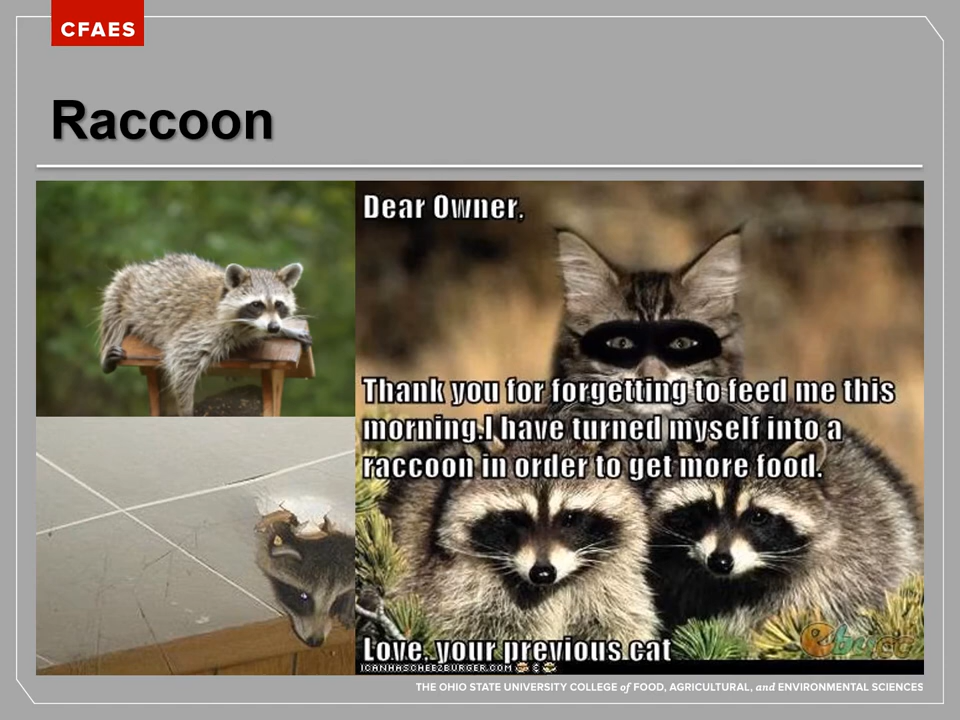 CFAES
Raccoon
Dear Owner.
Thank you for forgetting to feed me this
morning.I have turned myself into a
raccoon in order to get more food.
Love, your previous cat
ICANHASCHEEZBURGER.COM
THE OHIO STATE UNIVERSITY COLLEGE of FOOD, AGRICULTURAL, and ENVIRONMENTAL SCIENCES